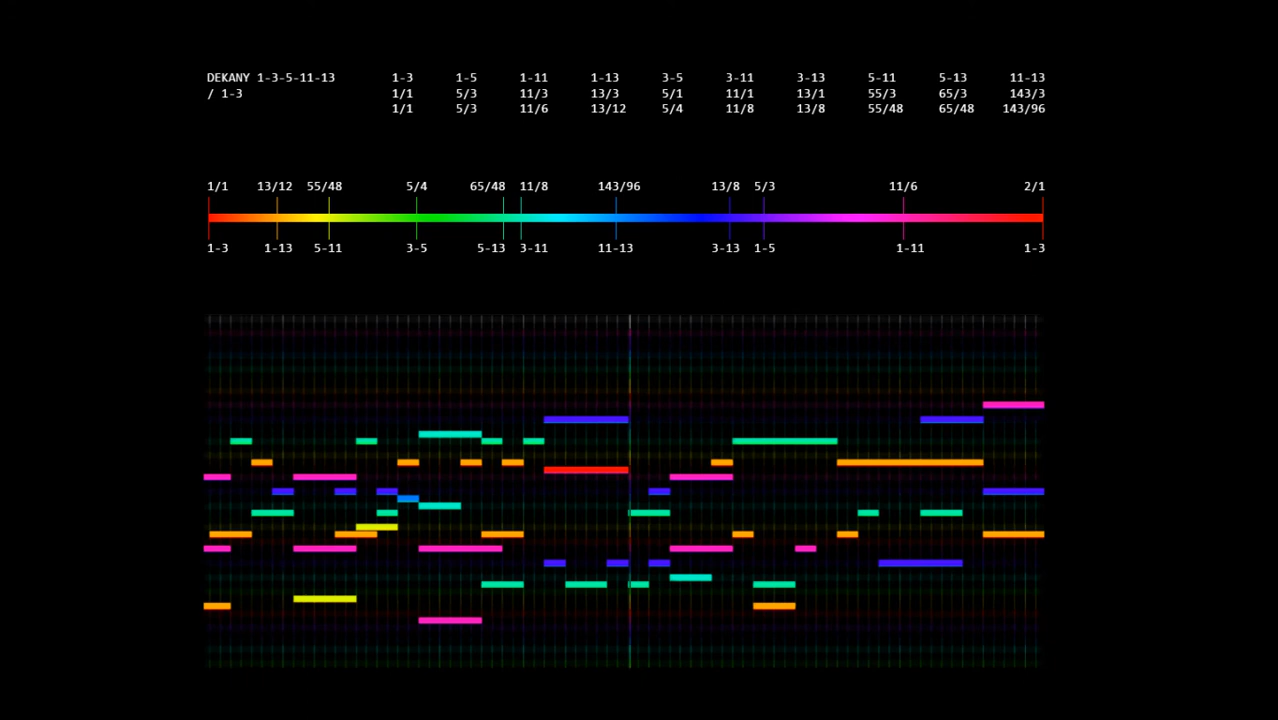 DEKANY 1-3-5-11-13 1-3 1-5 1-11 1-13 3-5 3-11 3-13 5-11 5-13 11-13
/ 1-3 1/1 5/3 11/3 13/3 5/1 11/1 13/1 55/3 65/3 143/3
1/1 5/3 11/6 13/12 5/4 11/8 13/8 55/48 65/48 143/96
1/1 13/12 55/48 5/4 65/48 11/8 143/96 13/8 5/3 11/6 2/1
1-3 1-13 5-11 3-5 5-13 3-11 11-13 3-13 1-5 1-11 1-3